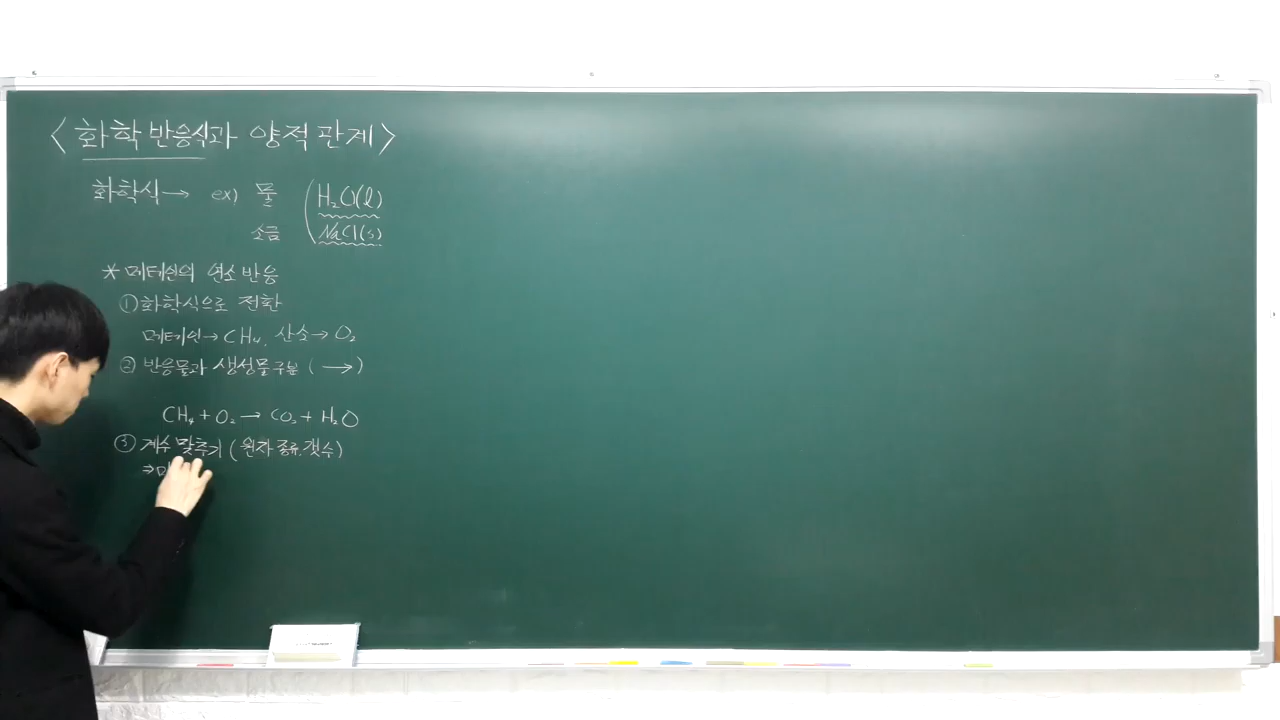 <화학 반응식과 양적 관계>
화학식 → ex) 물 (H₂O(l)
소금 NaCl(s)
* 메테인의 연소 반응
① 화학식으로 전환
메테인 → CH₄, 산소 → O₂
② 반응물과 생성물 구분 ( → )
CH₄ + O₂ → CO₂ + H₂O
③ 계수 맞추기 (원자 종류, 갯수)
⇒